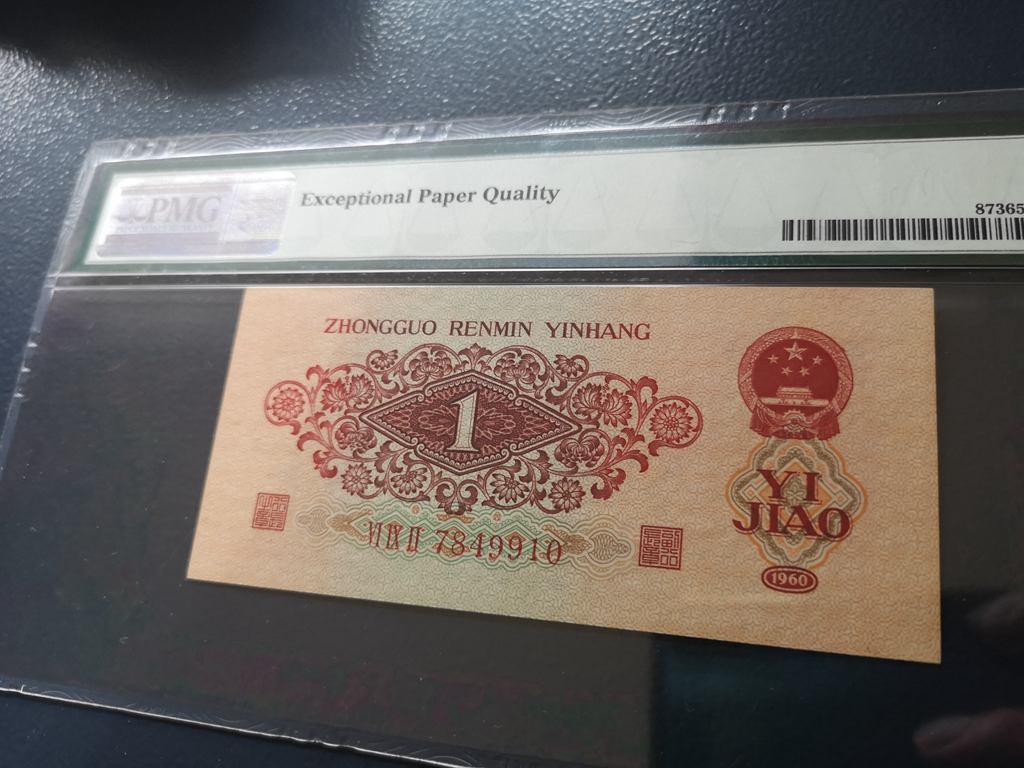 PMG
Exceptional Paper Quality
87365
ZHONGGUO RENMIN YINHANG
1
YI
JIAO
VI IX II 7849910
1960